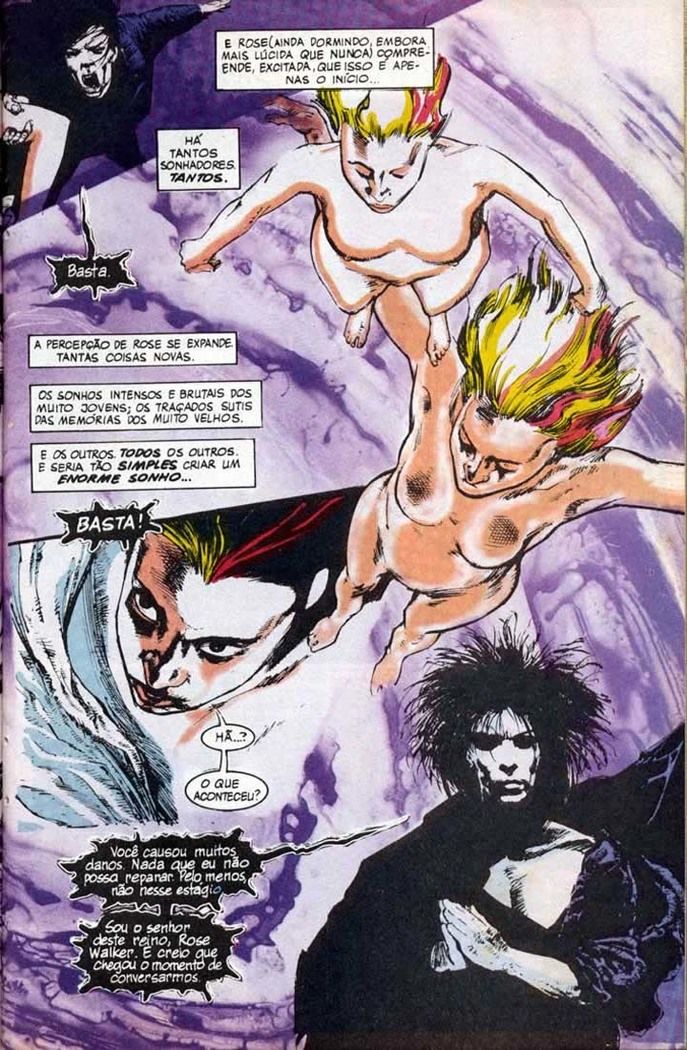 E ROSE (AINDA DORMINDO, EMBORA
MAIS LÚCIDA QUE NUNCA) COMPRE-
ENDE, EXCITADA, QUE ISSO É APE-
NAS O INÍCIO...
HÁ
TANTOS
SONHADORES.
TANTOS.
Basta.
A PERCEPÇÃO DE ROSE SE EXPANDE.
TANTAS COISAS NOVAS.
OS SONHOS INTENSOS E BRUTAIS DOS
MUITO JOVENS; OS TRAÇADOS SUTIS
DAS MEMÓRIAS DOS MUITO VELHOS.
E OS OUTROS. TODOS OS OUTROS.
E SERIA TÃO SIMPLES CRIAR UM
ENORME SONHO...
BASTA!
HÃ...?
O QUE
ACONTECEU?
Você causou muitos
danos. Nada que eu não
possa reparar. Pelo menos,
não nesse estágio.
Sou o senhor
deste reino, Rose
Walker. E creio que
chegou o momento de
conversarmos.